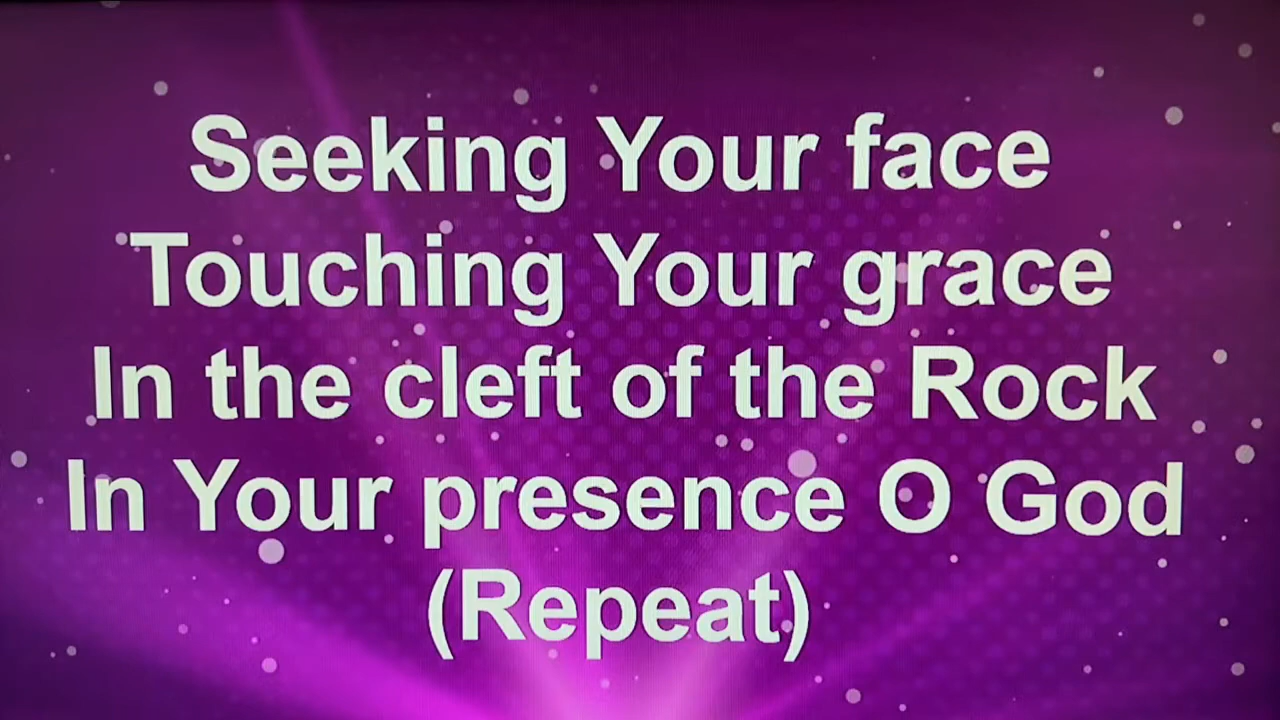 Seeking Your face
Touching Your grace
In the cleft of the Rock
In Your presence O God
(Repeat)